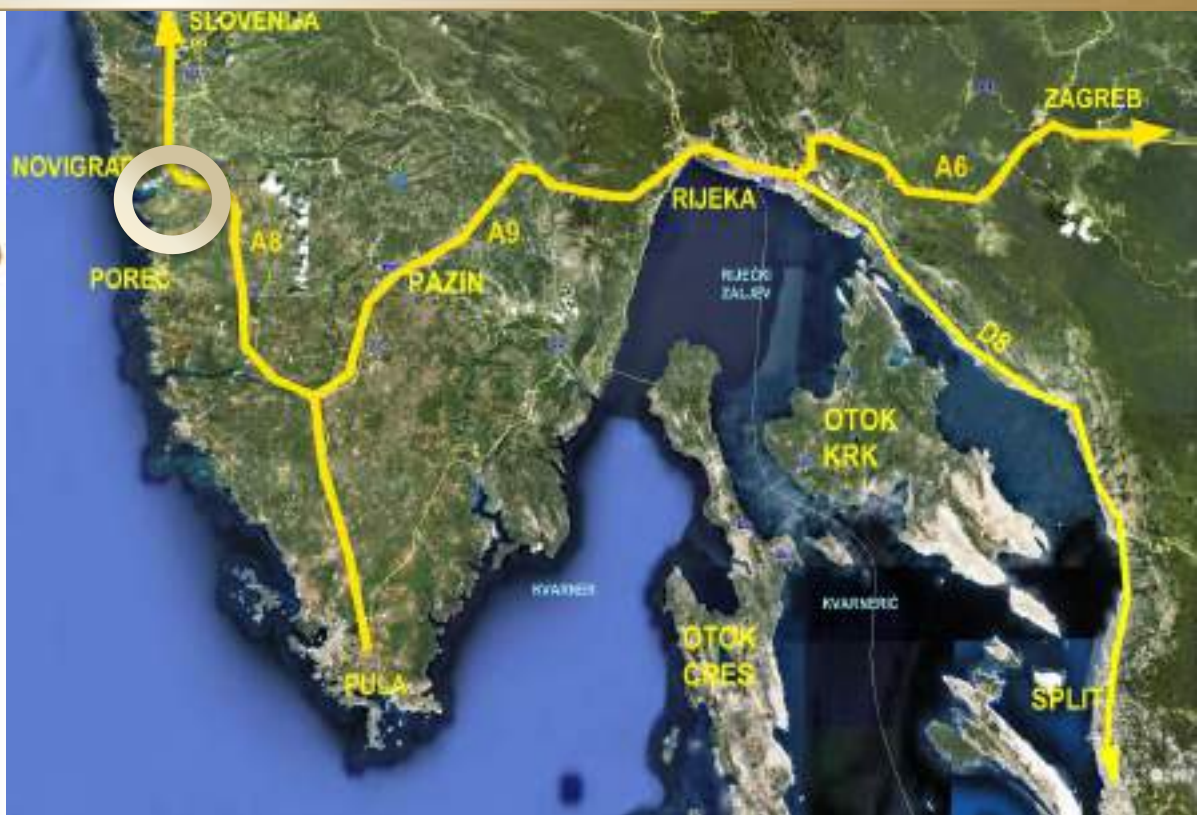 SLOVENIJA
ZAGREB
NOVIGRAD
A6
RIJEKA
A8
A9
POREČ
PAZIN
RIJEČKI
ZALJEV
D8
OTOK
KRK
KVARNER
KVARNERIĆ
OTOK
CRES
PULA
SPLIT